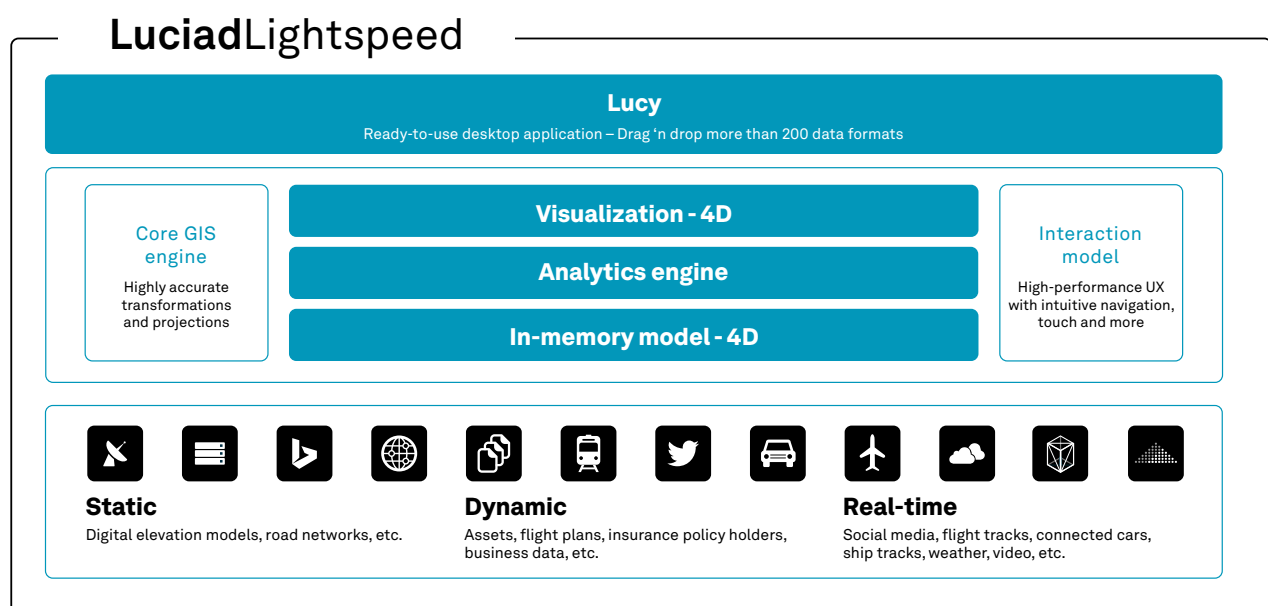 LuciadLightspeed
Lucy
Ready-to-use desktop application – Drag ‘n drop more than 200 data formats
Core GIS
engine
Highly accurate
transformations
and projections
Visualization - 4D
Analytics engine
In-memory model - 4D
Interaction
model
High-performance UX
with intuitive navigation,
touch and more
Static
Digital elevation models, road networks, etc.
Dynamic
Assets, flight plans, insurance policy holders,
business data, etc.
Real-time
Social media, flight tracks, connected cars,
ship tracks, weather, video, etc.